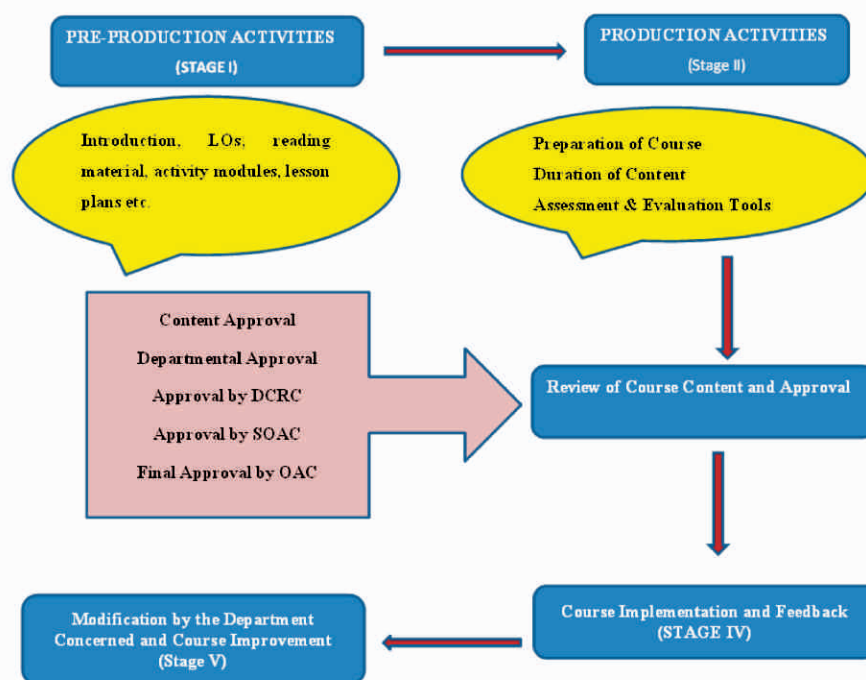 PRE-PRODUCTION ACTIVITIES
(STAGE I)
PRODUCTION ACTIVITIES
(Stage II)
Introduction, LOs, reading
material, activity modules, lesson
plans etc.
Preparation of Course
Duration of Content
Assessment & Evaluation Tools
Content Approval
Departmental Approval
Approval by DCRC
Approval by SOAC
Final Approval by OAC
Review of Course Content and Approval
Course Implementation and Feedback
(STAGE IV)
Modification by the Department
Concerned and Course Improvement
(Stage V)